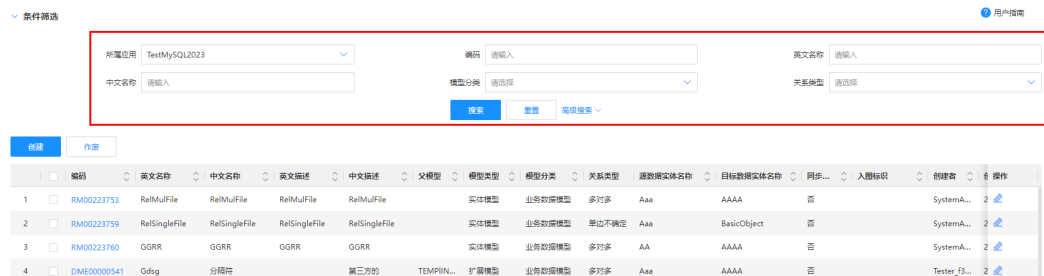 条件筛选 用户指南
所属应用 TestMySQL2023 编码 请输入 英文名称 请输入
中文名称 请输入 模型分类 请选择 关系类型 请选择
搜索 重置 高级搜索
创建 作废
编码 英文名称 中文名称 英文描述 中文描述 父模型 模型类型 模型分类 关系类型 源数据实体名称 目标数据实体名称 同步... 入图标识 创建者 操作
1 RM00223753 RelMulFile RelMulFile RelMulFile RelMulFile 实体模型 业务数据模型 多对多 Aaa AAAA 否 SystemA... 2
2 RM00223759 RelSingleFile RelSingleFile RelSingleFile RelSingleFile 实体模型 业务数据模型 单边不确定 Aaa BasicObject 否 SystemA... 2
3 RM00223760 GGRR GGRR GGRR GGRR 实体模型 业务数据模型 多对多 AA AAAA 否 SystemA... 2
4 DME00000541 Gdsg 分隔符 第三方的 TEMPlIN... 扩展模型 业务数据模型 多对多 Aaa AAAA 否 Tester_f3... 2